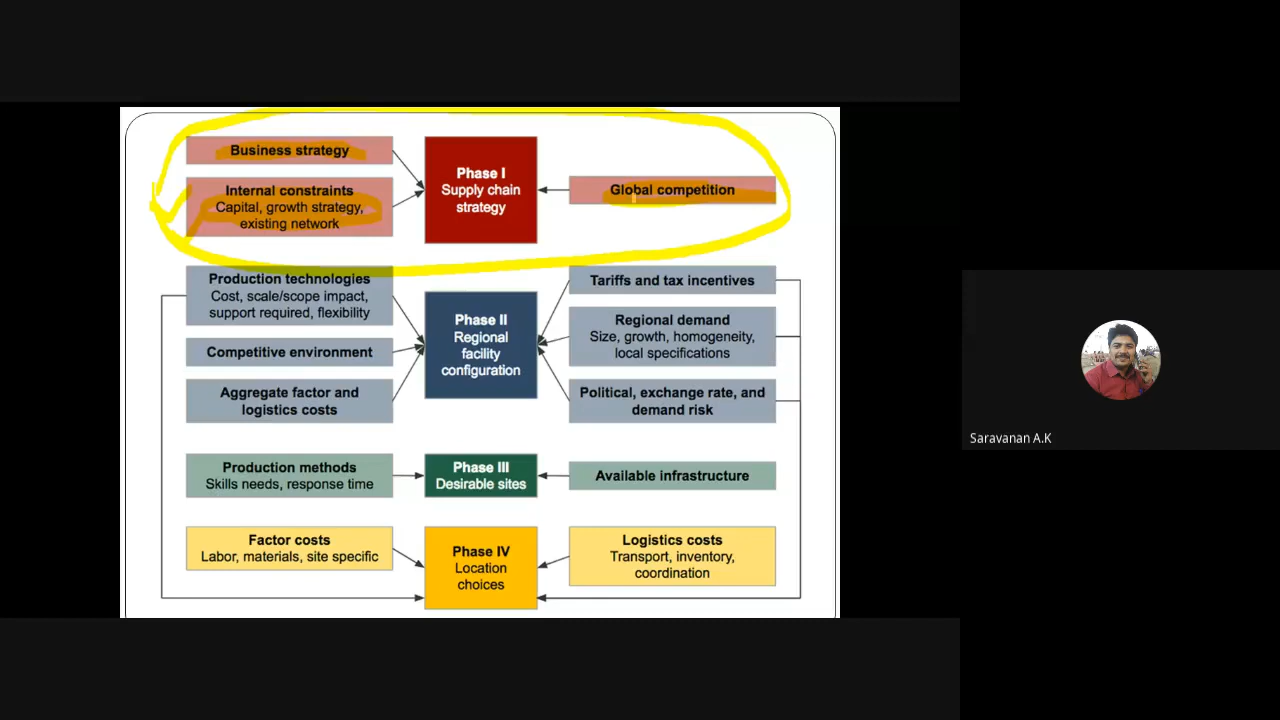 Business strategy
Internal constraints
Capital, growth strategy,
existing network
Phase I
Supply chain
strategy
Global competition
Production technologies
Cost, scale/scope impact,
support required, flexibility
Competitive environment
Aggregate factor and
logistics costs
Phase II
Regional
facility
configuration
Tariffs and tax incentives
Regional demand
Size, growth, homogeneity,
local specifications
Political, exchange rate, and
demand risk
Production methods
Skills needs, response time
Phase III
Desirable sites
Available infrastructure
Factor costs
Labor, materials, site specific
Phase IV
Location
choices
Logistics costs
Transport, inventory,
coordination
Saravanan A.K